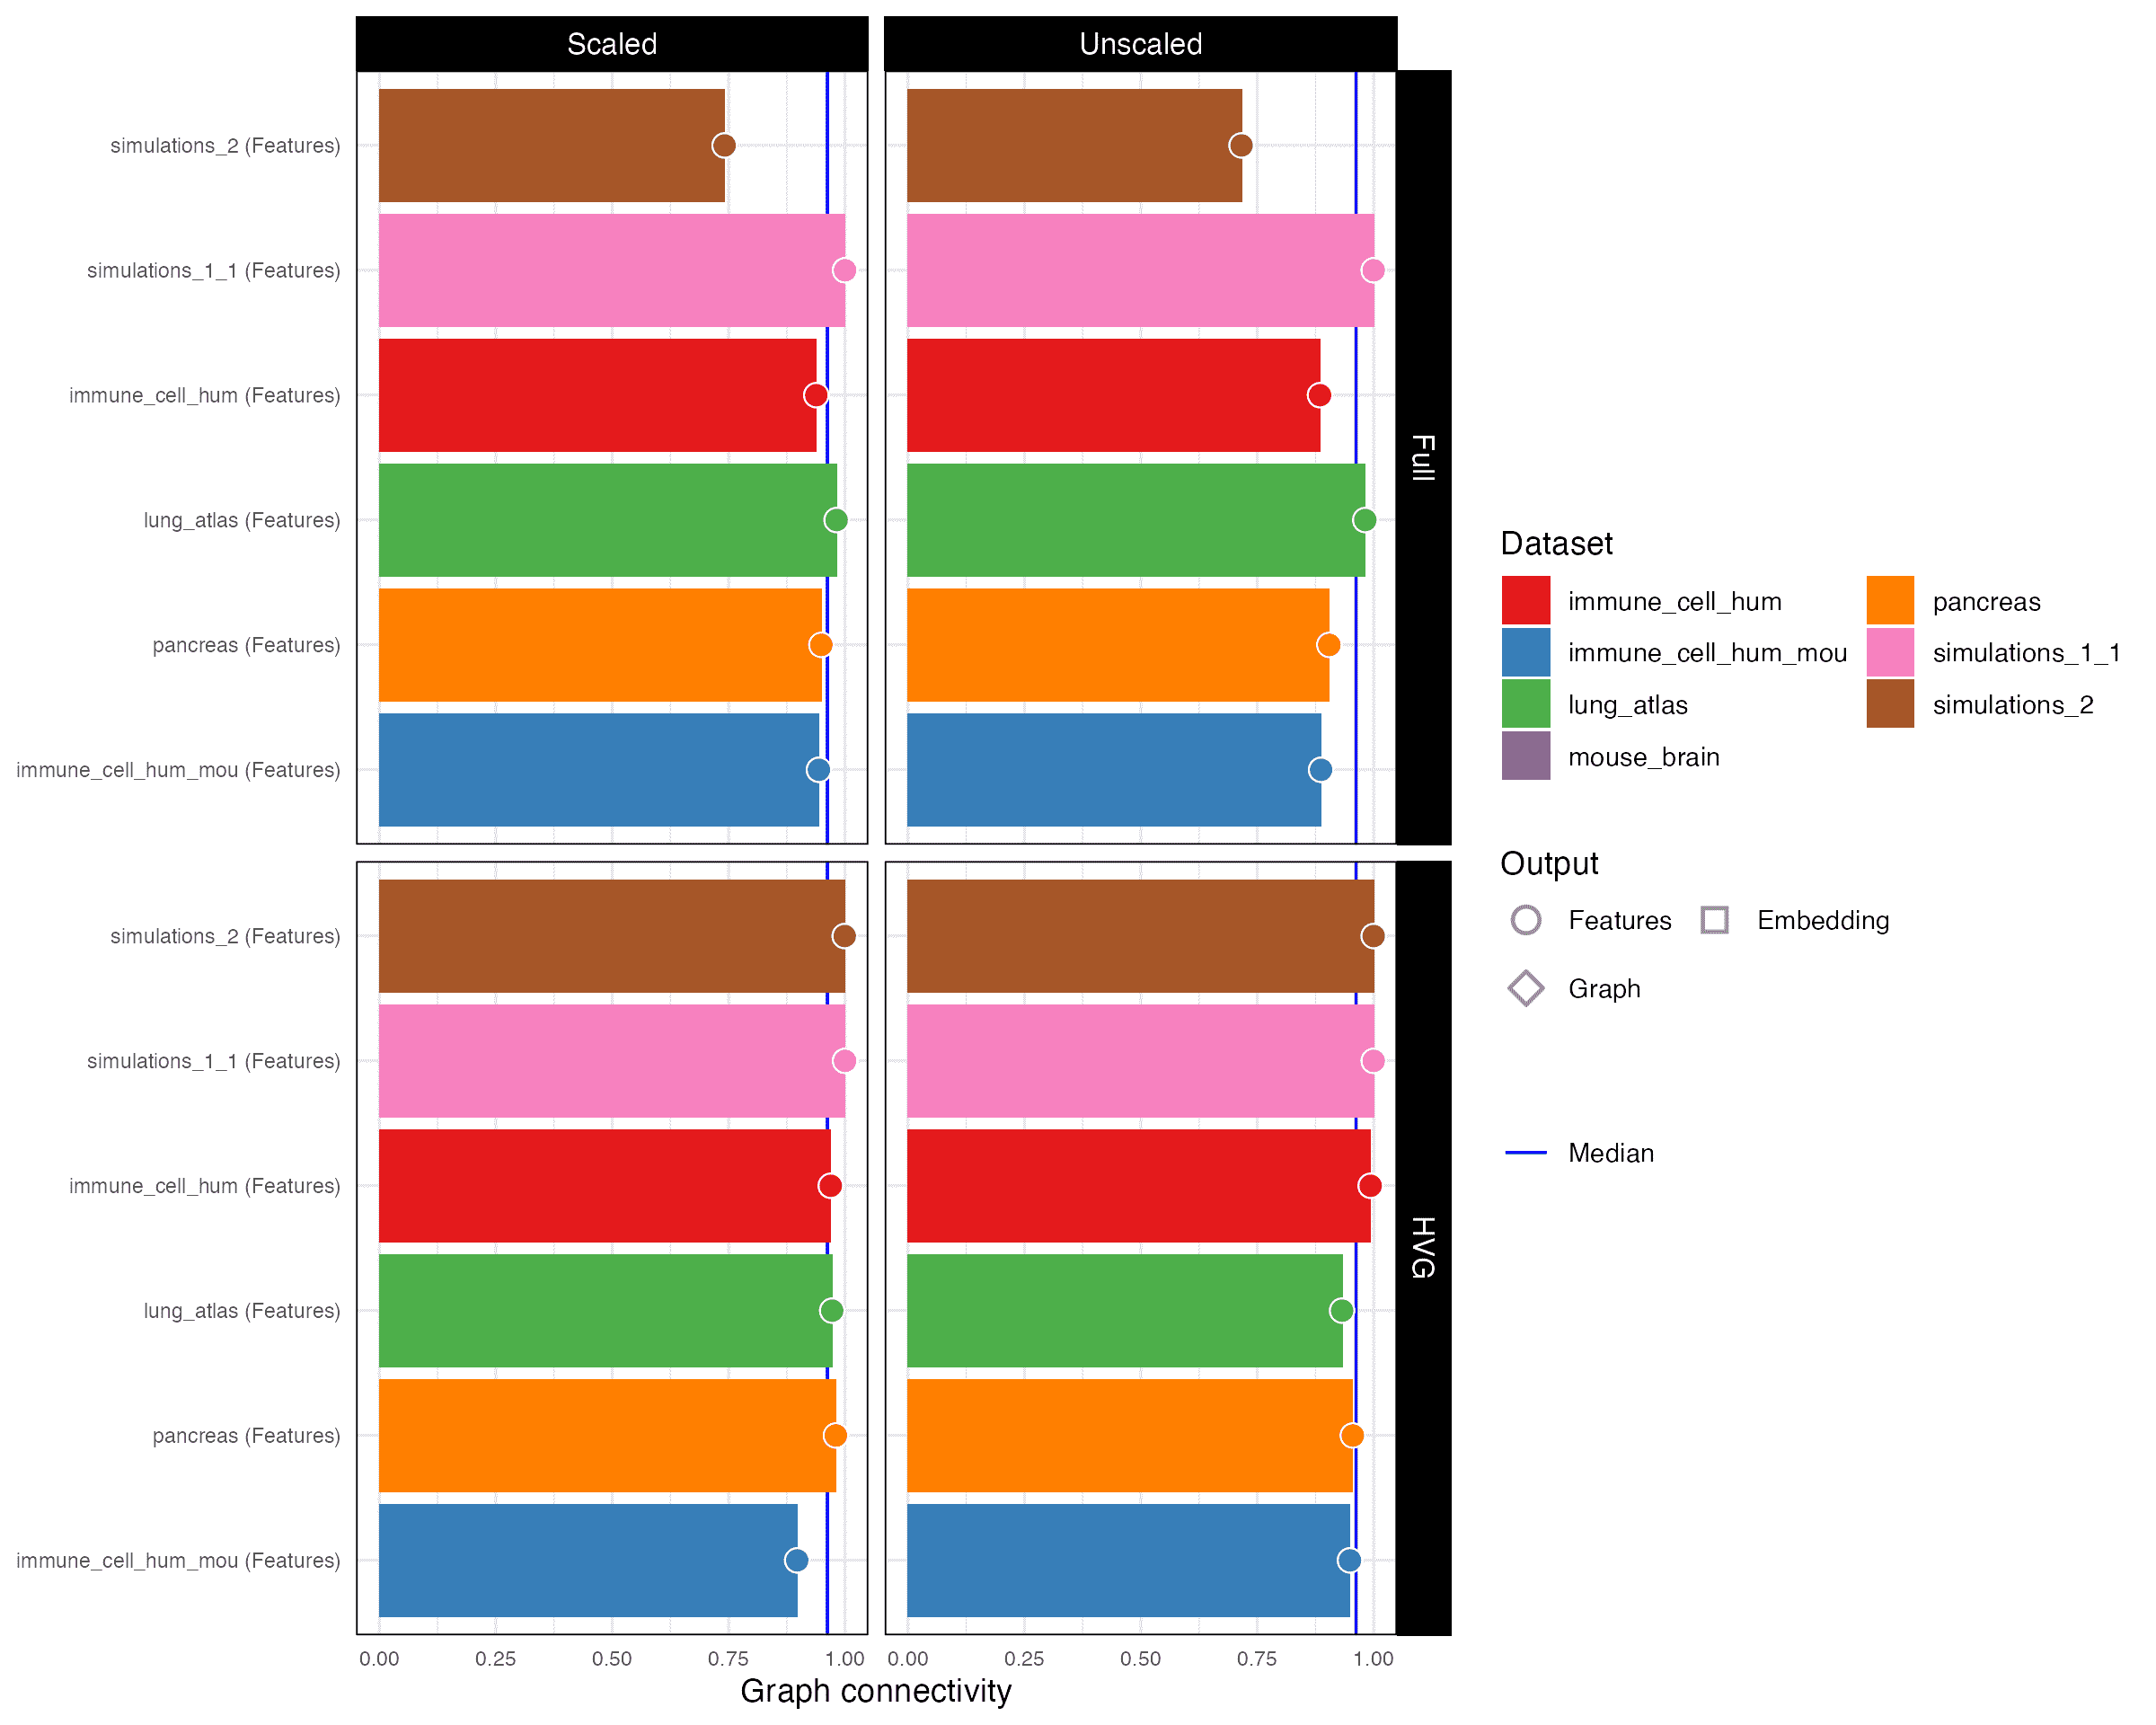 Scaled
Unscaled
Full
simulations_2 (Features)
simulations_1_1 (Features)
immune_cell_hum (Features)
lung_atlas (Features)
pancreas (Features)
immune_cell_hum_mou (Features)
HVG
simulations_2 (Features)
simulations_1_1 (Features)
immune_cell_hum (Features)
lung_atlas (Features)
pancreas (Features)
immune_cell_hum_mou (Features)
0.00 0.25 0.50 0.75 1.00
0.00 0.25 0.50 0.75 1.00
Graph connectivity
Dataset
immune_cell_hum
immune_cell_hum_mou
lung_atlas
mouse_brain
pancreas
simulations_1_1
simulations_2
Output
Features
Embedding
Graph
Median